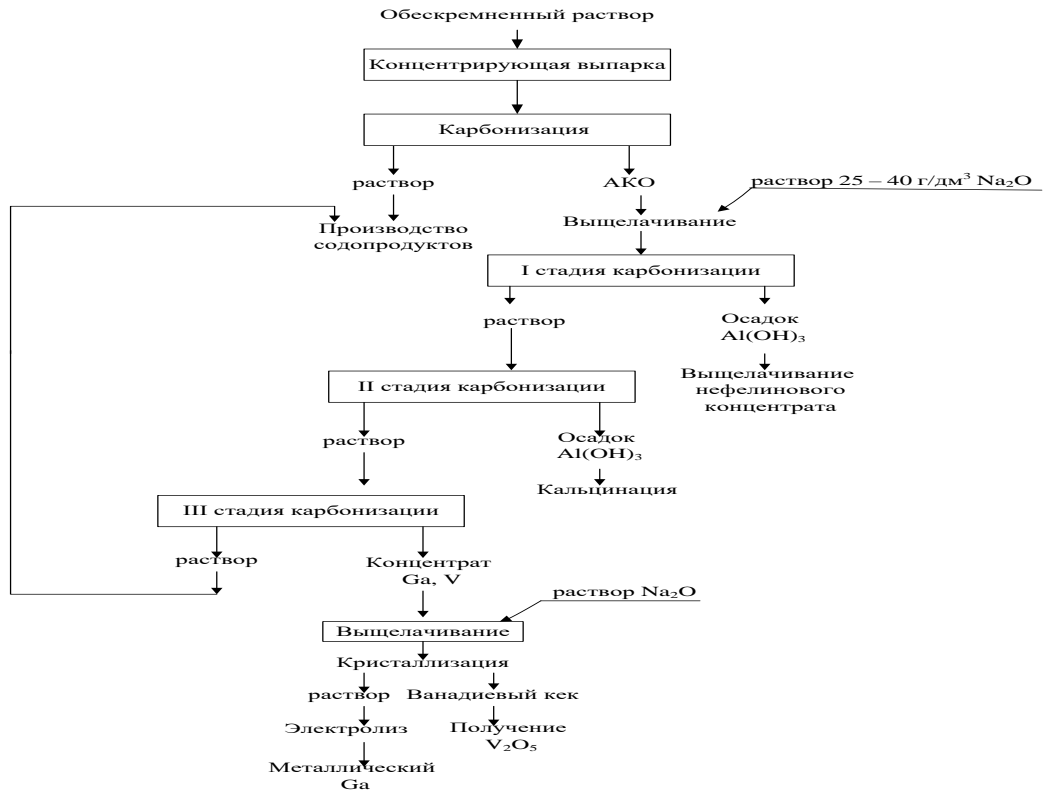 Обескремненный раствор
Концентрирующая выпарка
Карбонизация
раствор
АКО
раствор 25 – 40 г/дм³ Na₂O
Производство
содопродуктов
Выщелачивание
I стадия карбонизации
раствор
Осадок
Al(OH)₃
Выщелачивание
нефелинового
концентрата
II стадия карбонизации
раствор
Осадок
Al(OH)₃
Кальцинация
III стадия карбонизации
раствор
Концентрат
Ga, V
раствор Na₂O
Выщелачивание
Кристаллизация
раствор
Ванадиевый кек
Электролиз
Получение
V₂O₅
Металлический
Ga